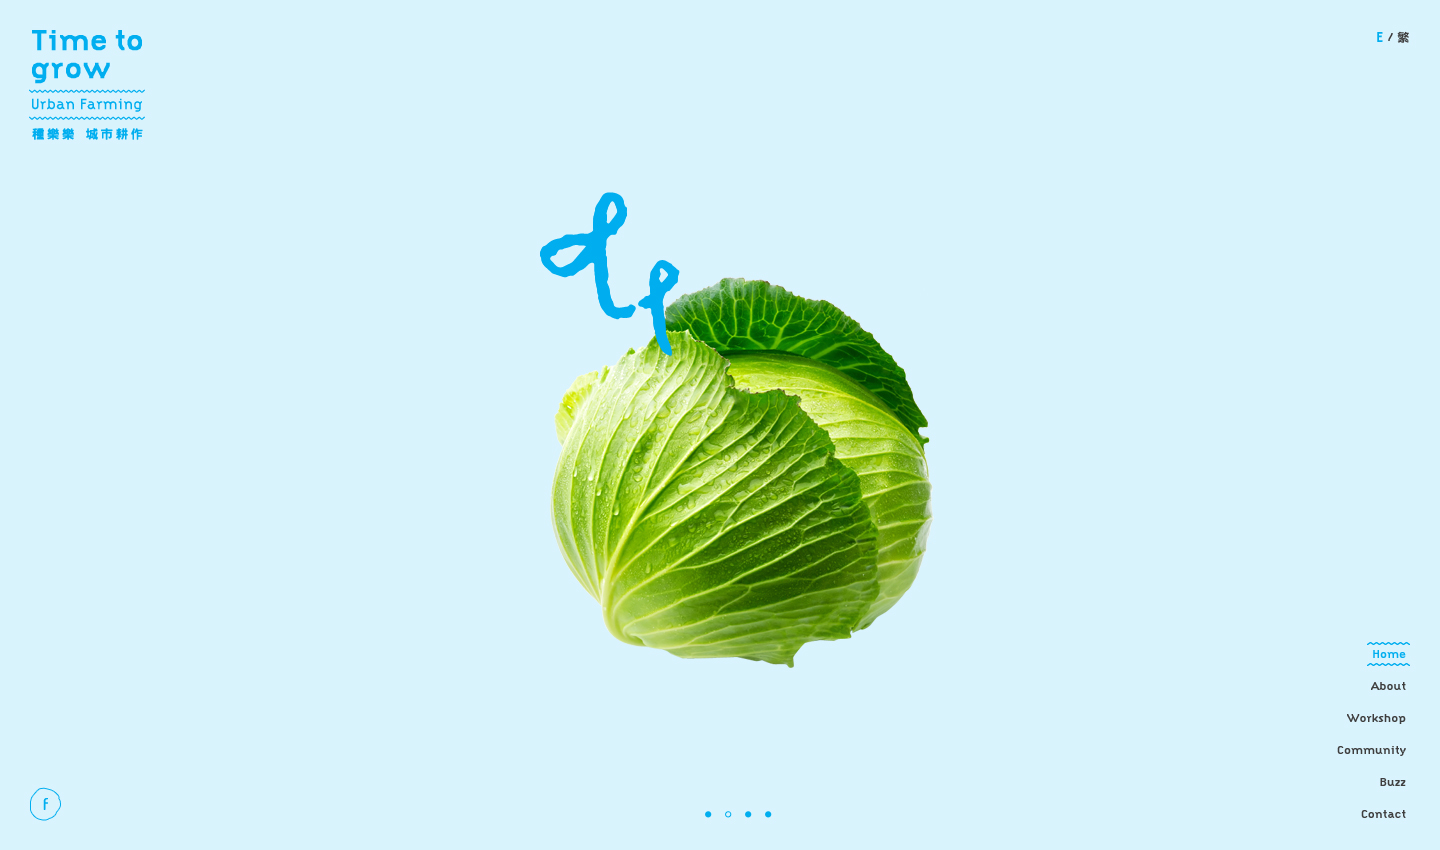 Time to
grow
Urban Farming
種樂樂 城市耕作
E / 繁
Home
About
Workshop
Community
Buzz
Contact
f